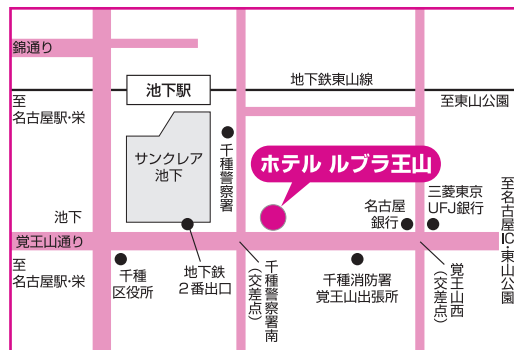 錦通り
池下駅
地下鉄東山線
至
名古屋駅・栄
至東山公園
サンクレア
池下
千種警察署
ホテル ルブラ王山
名古屋
銀行
三菱東京
UFJ銀行
至名古屋IC・東山公園
池下
覚王山通り
至
名古屋駅・栄
千種
区役所
地下鉄
2番出口
千種警察署南
(交差点)
千種消防署
覚王山出張所
覚王山西
(交差点)